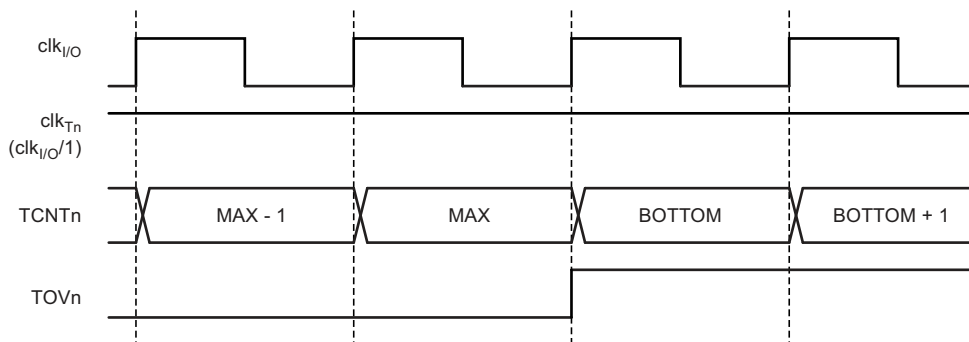 clkI/O
clkTn
(clkI/O/1)
TCNTn MAX - 1 MAX BOTTOM BOTTOM + 1
TOVn